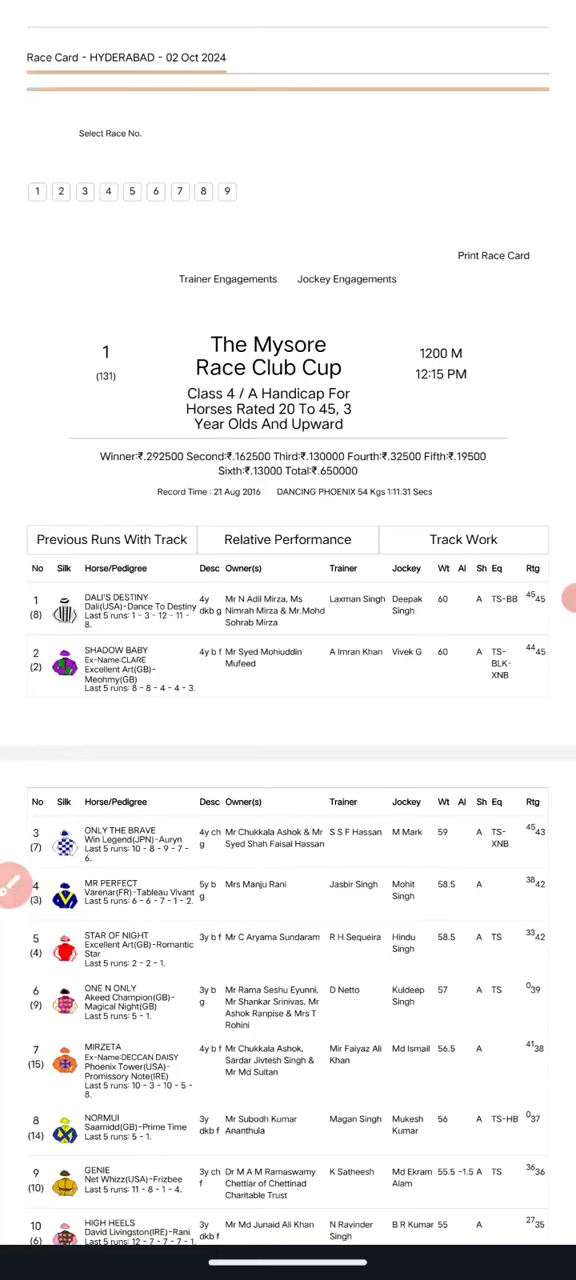 Race Card - HYDERABAD - 02 Oct 2024
Select Race No.
1 2 3 4 5 6 7 8 9
Print Race Card
Trainer Engagements Jockey Engagements
1
(131)
The Mysore
Race Club Cup
1200 M
12:15 PM
Class 4 / A Handicap For
Horses Rated 20 To 45, 3
Year Olds And Upward
Winner:₹.292500 Second:₹.162500 Third:₹.130000 Fourth:₹.32500 Fifth:₹.19500
Sixth:₹.13000 Total:₹.650000
Record Time : 21 Aug 2016 DANCING PHOENIX 54 Kgs 1:11.31 Secs
Previous Runs With Track Relative Performance Track Work
No Silk Horse/Pedigree Desc Owner(s) Trainer Jockey Wt Al Sh Eq Rtg
1 DALI'S DESTINY 4y Mr N Adil Mirza, Ms Laxman Singh Deepak 60 A TS-BB 45 45
(8) Dali(USA)-Dance To Destiny dkb g Nimrah Mirza & Mr.Mohd Singh
Last 5 runs: 1 - 3 - 12 - 11 - Sohrab Mirza
8.
2 SHADOW BABY 4y b f Mr Syed Mohiuddin A Imran Khan Vivek G 60 A TS- 44 45
(2) Ex-Name:CLARE Mufeed BLK-
Excellent Art(GB)- XNB
Meohmy(GB)
Last 5 runs: 8 - 8 - 4 - 4 - 3.
No Silk Horse/Pedigree Desc Owner(s) Trainer Jockey Wt Al Sh Eq Rtg
3 ONLY THE BRAVE 4y ch Mr Chukkala Ashok & Mr S S F Hassan M Mark 59 A TS- 45 43
(7) Win Legend(JPN)-Auryn g Syed Shah Faisal Hassan XNB
Last 5 runs: 10 - 8 - 9 - 7 -
6.
4 MR PERFECT 5y b Mrs Manju Rani Jasbir Singh Mohit 58.5 A 38 42
(3) Varenar(FR)-Tableau Vivant g Singh
Last 5 runs: 6 - 6 - 7 - 1 - 2.
5 STAR OF NIGHT 3y b f Mr C Aryama Sundaram R H Sequeira Hindu 58.5 A TS 33 42
(4) Excellent Art(GB)-Romantic Singh
Star
Last 5 runs: 2 - 2 - 1.
6 ONE N ONLY 3y b Mr Rama Seshu Eyunni, D Netto Kuldeep 57 A TS 0 39
(9) Akeed Champion(GB)- g Mr Shankar Srinivas, Mr Singh
Magical Night(GB) Ashok Ranpise & Mrs T
Last 5 runs: 5 - 1. Rohini
7 MIRZETA 4y b f Mr Chukkala Ashok, Mir Faiyaz Ali Md Ismail 56.5 A 41 38
(15) Ex-Name:DECCAN DAISY Sardar Jivtesh Singh & Khan
Phoenix Tower(USA)- Mr Md Sultan
Promissory Note(IRE)
Last 5 runs: 10 - 3 - 10 - 5 -
8.
8 NORMUI 3y Mr Subodh Kumar Magan Singh Mukesh 56 A TS-HB 0 37
(14) Saamidd(GB)-Prime Time dkb f Ananthula Kumar
Last 5 runs: 5 - 1.
9 GENIE 3y ch Dr M A M Ramaswamy K Satheesh Md Ekram 55.5 -1.5 A TS 36 36
(10) Net Whizz(USA)-Frizbee f Chettiar of Chettinad Alam
Last 5 runs: 11 - 8 - 1 - 4. Charitable Trust
10 HIGH HEELS 3y Mr Md Junaid Ali Khan N Ravinder B R Kumar 55 A 27 35
(6) David Livingston(IRE)-Rani dkb f Singh
Last 5 runs: 12 - 7 - 7 - 7 - 1.